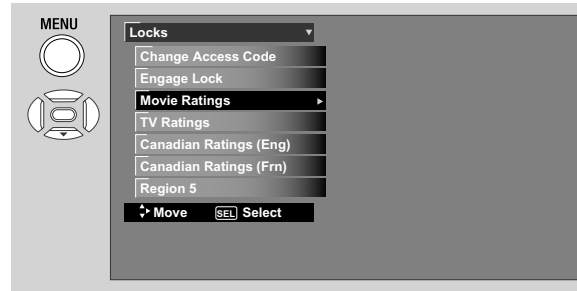 MENU
Locks
Change Access Code
Engage Lock
Movie Ratings
TV Ratings
Canadian Ratings (Eng)
Canadian Ratings (Frn)
Region 5
Move SEL Select